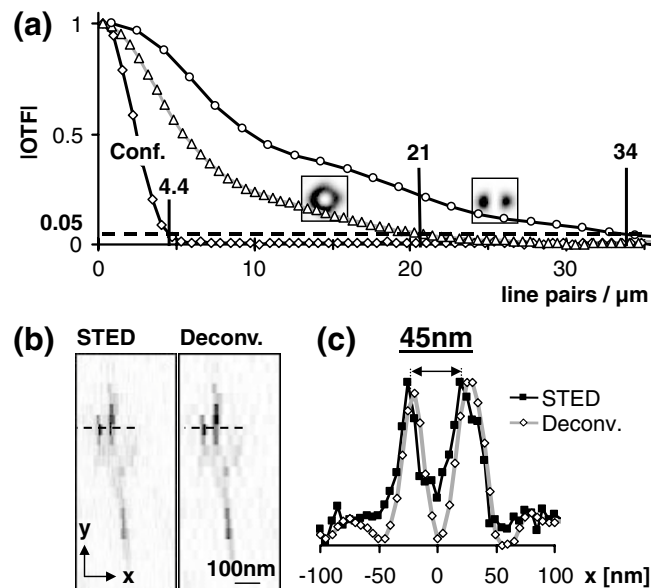 (a)
1
|OTF|
0.5
Conf.
4.4
21
34
0.05
0
0 10 20 30
line pairs / µm
(b) STED Deconv.
y
x
100nm
(c) 45nm
STED
Deconv.
-100 -50 0 50 100
x [nm]